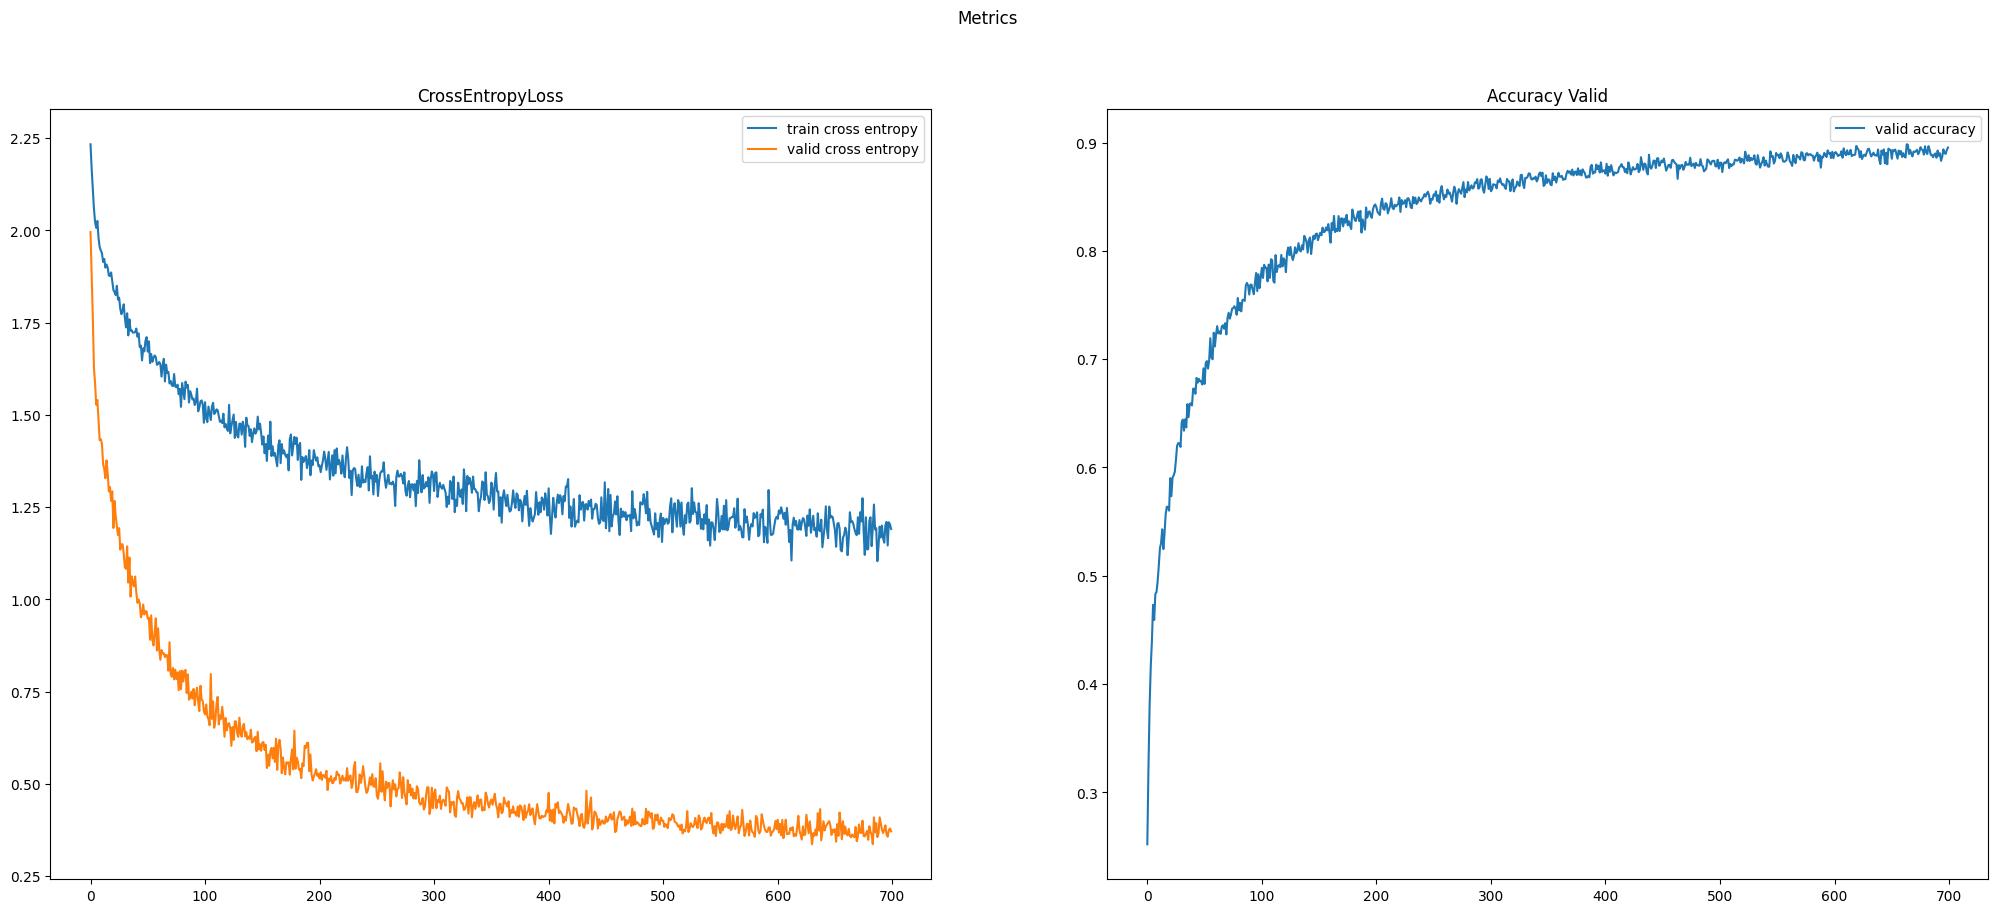 Metrics
CrossEntropyLoss
train cross entropy
valid cross entropy
2.25
2.00
1.75
1.50
1.25
1.00
0.75
0.50
0.25
0 100 200 300 400 500 600 700
Accuracy Valid
valid accuracy
0.9
0.8
0.7
0.6
0.5
0.4
0.3
0 100 200 300 400 500 600 700